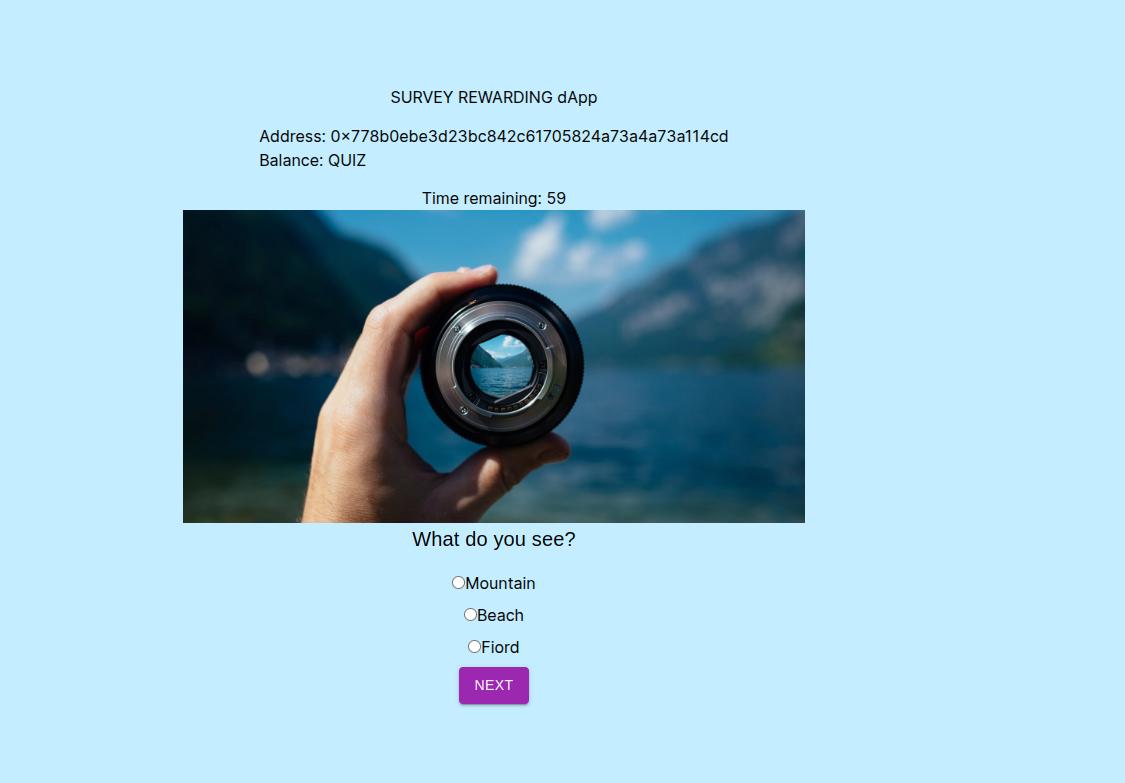 SURVEY REWARDING dApp
Address: 0×778b0ebe3d23bc842c61705824a73a4a73a114cd
Balance: QUIZ
Time remaining: 59
What do you see?
Mountain
Beach
Fiord
NEXT